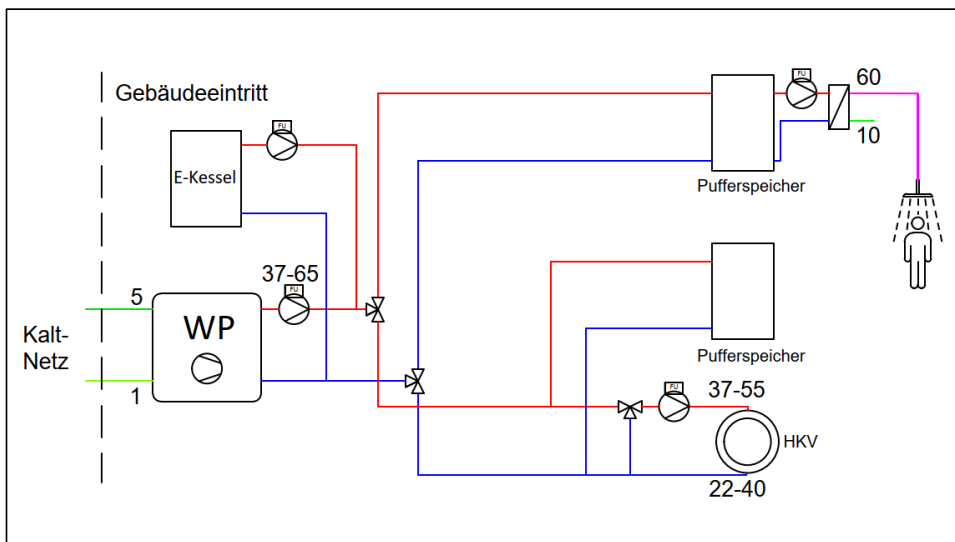 Gebäudeeintritt
FU
60
10
Pufferspeicher
FU
E-Kessel
37-65
FU
5
WP
Kalt-
Netz
1
Pufferspeicher
37-55
FU
HKV
22-40